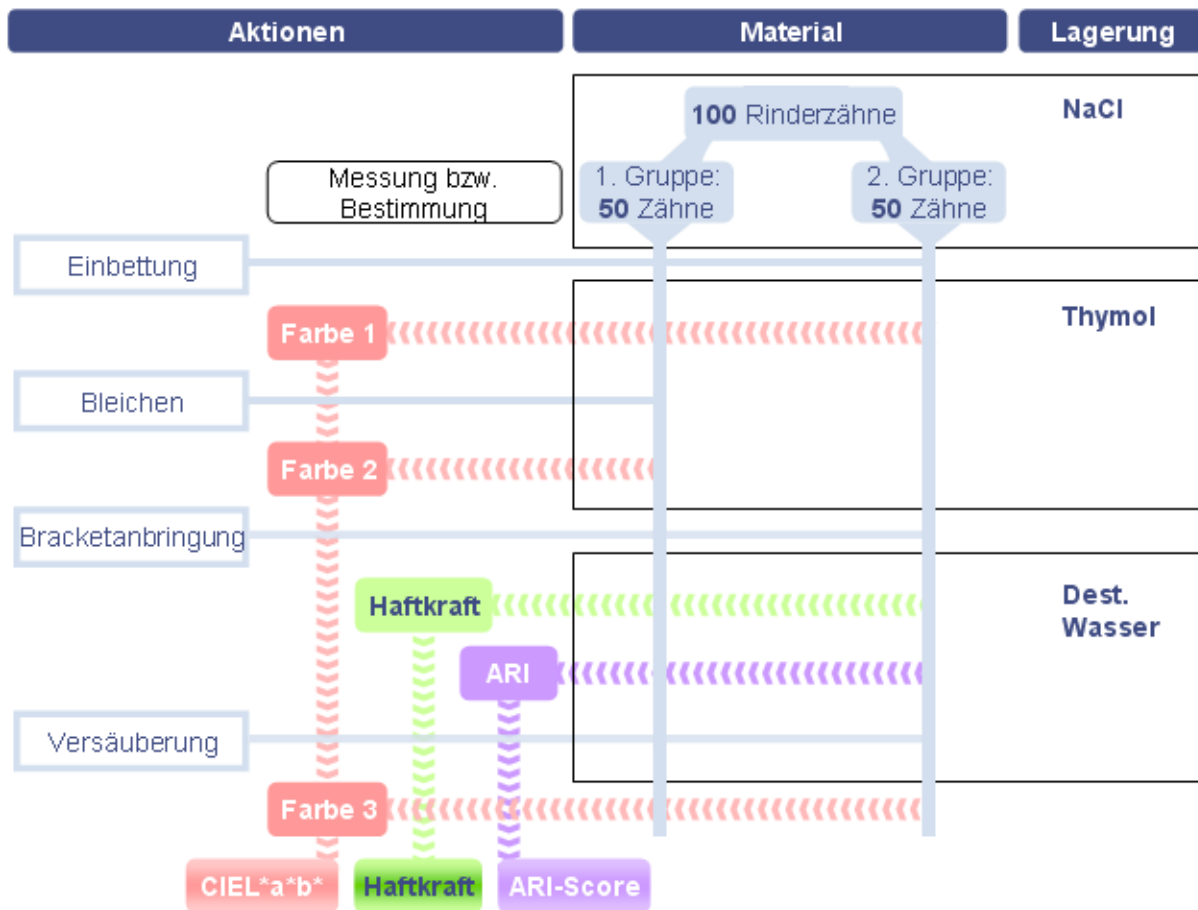 Aktionen
Material
Lagerung
100 Rinderzähne
NaCl
Messung bzw.
Bestimmung
1. Gruppe:
50 Zähne
2. Gruppe:
50 Zähne
Einbettung
Farbe 1
Thymol
Bleichen
Farbe 2
Bracketanbringung
Haftkraft
Dest.
Wasser
ARI
Versäuberung
Farbe 3
CIEL*a*b*
Haftkraft
ARI-Score